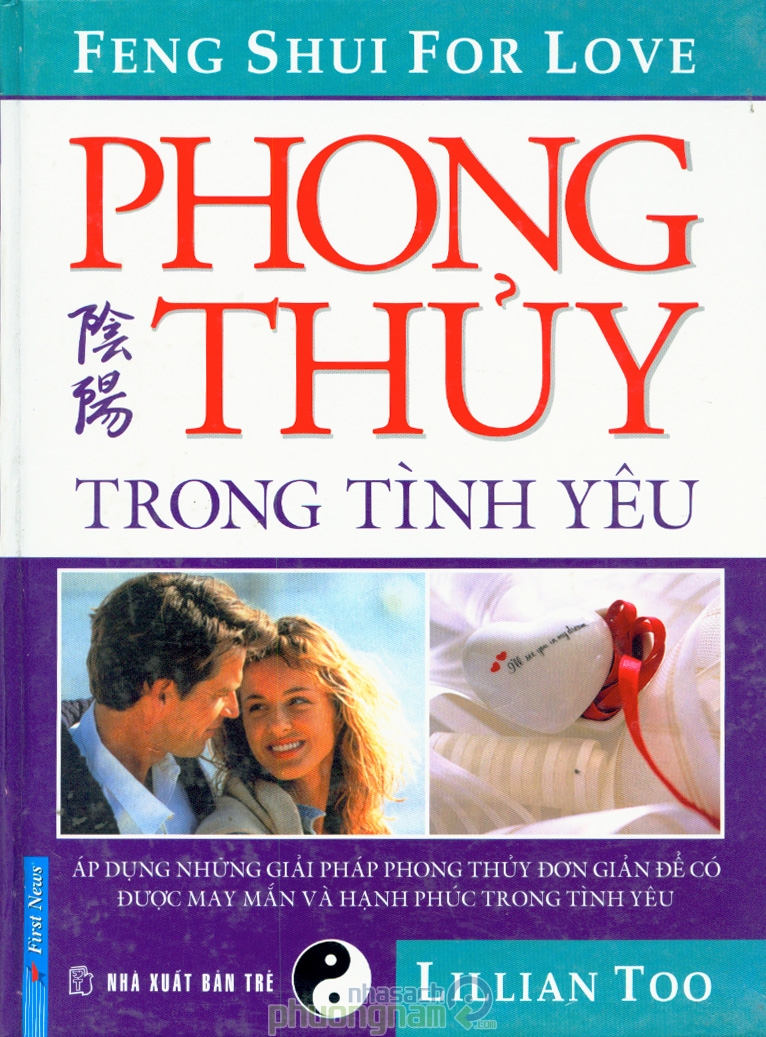 FENG SHUI FOR LOVE
PHONG
陰陽
THỦY
TRONG TÌNH YÊU
I'll see you in my dream
ÁP DỤNG NHỮNG GIẢI PHÁP PHONG THỦY ĐƠN GIẢN ĐỂ CÓ
ĐƯỢC MAY MẮN VÀ HẠNH PHÚC TRONG TÌNH YÊU
First News
NHÀ XUẤT BẢN TRẺ
LILLIAN TOO
nhasach
phuongnam
.com